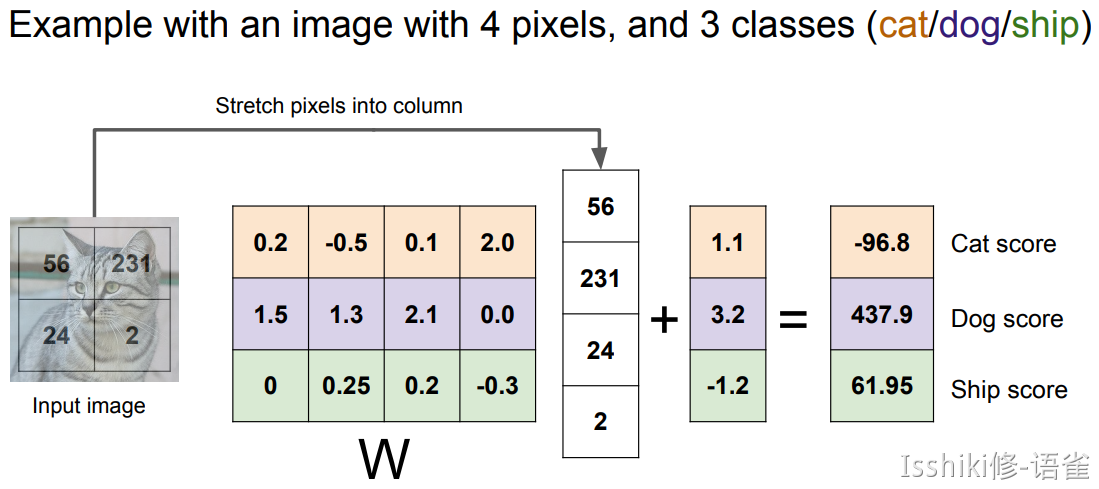 Example with an image with 4 pixels, and 3 classes (cat/dog/ship)
Stretch pixels into column
56 231
24 2
Input image
0.2 -0.5 0.1 2.0
1.5 1.3 2.1 0.0
0 0.25 0.2 -0.3
W
56
231
24
2
+
1.1
3.2
-1.2
=
-96.8 Cat score
437.9 Dog score
61.95 Ship score
Isshiki修-语雀